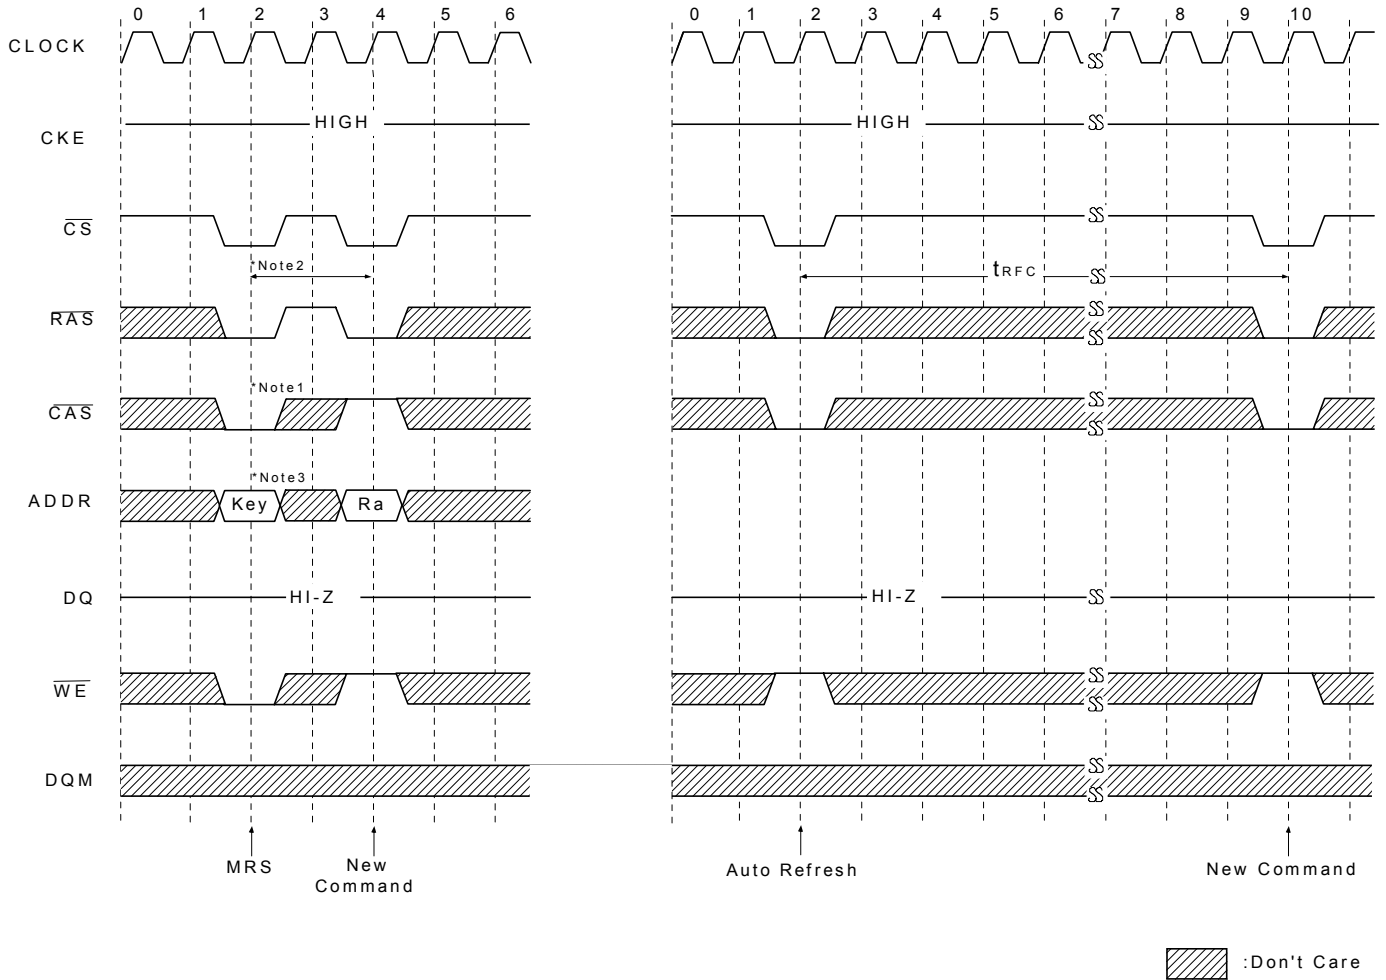 0 1 2 3 4 5 6 0 1 2 3 4 5 6 7 8 9 10
CLOCK
CKE HIGH HIGH
CS
*Note2 tRFC
RAS
*Note1
CAS
*Note3
ADDR Key Ra
DQ HI-Z HI-Z
WE
DQM
MRS New Command Auto Refresh New Command
:Don't Care